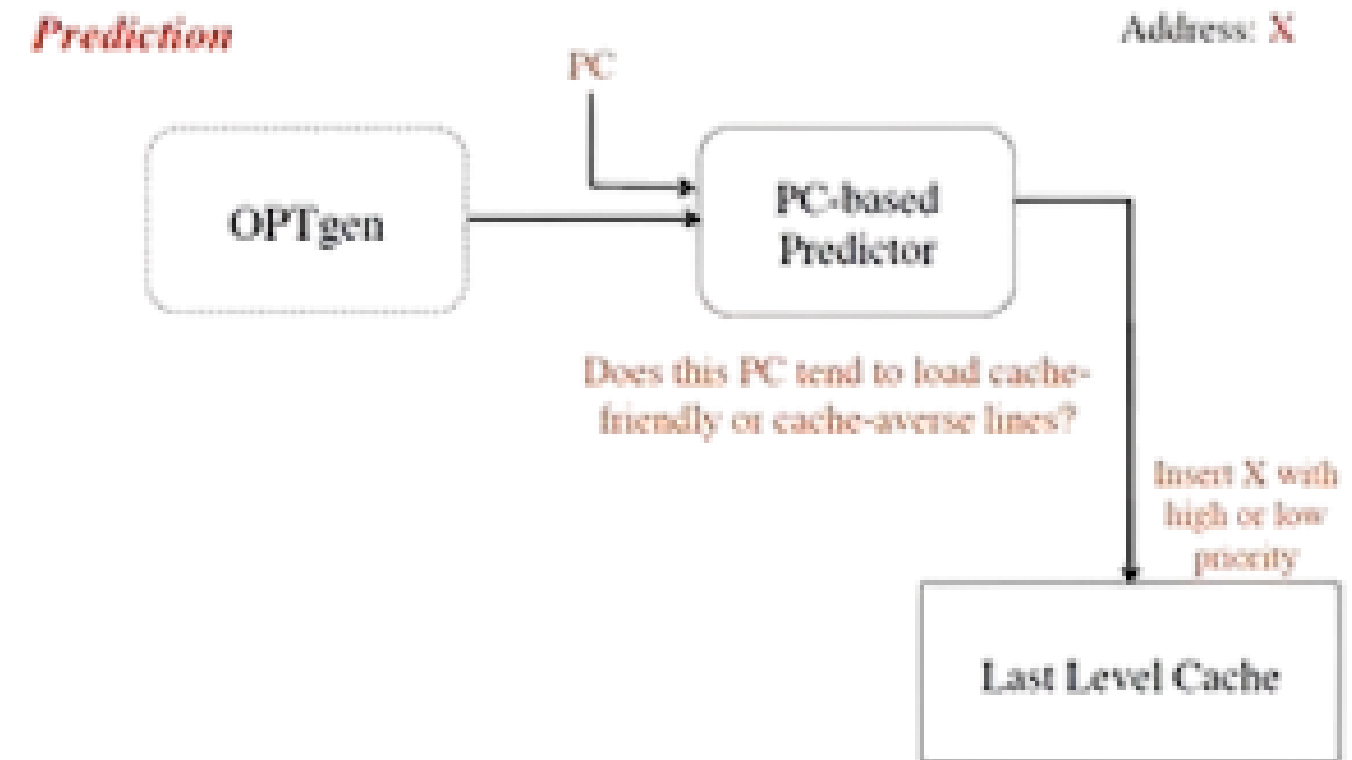 Prediction
Address: X
PC
OPTgen
PC-based
Predictor
Does this PC tend to load cache-
friendly or cache-averse lines?
Insert X with
high or low
priority
Last Level Cache